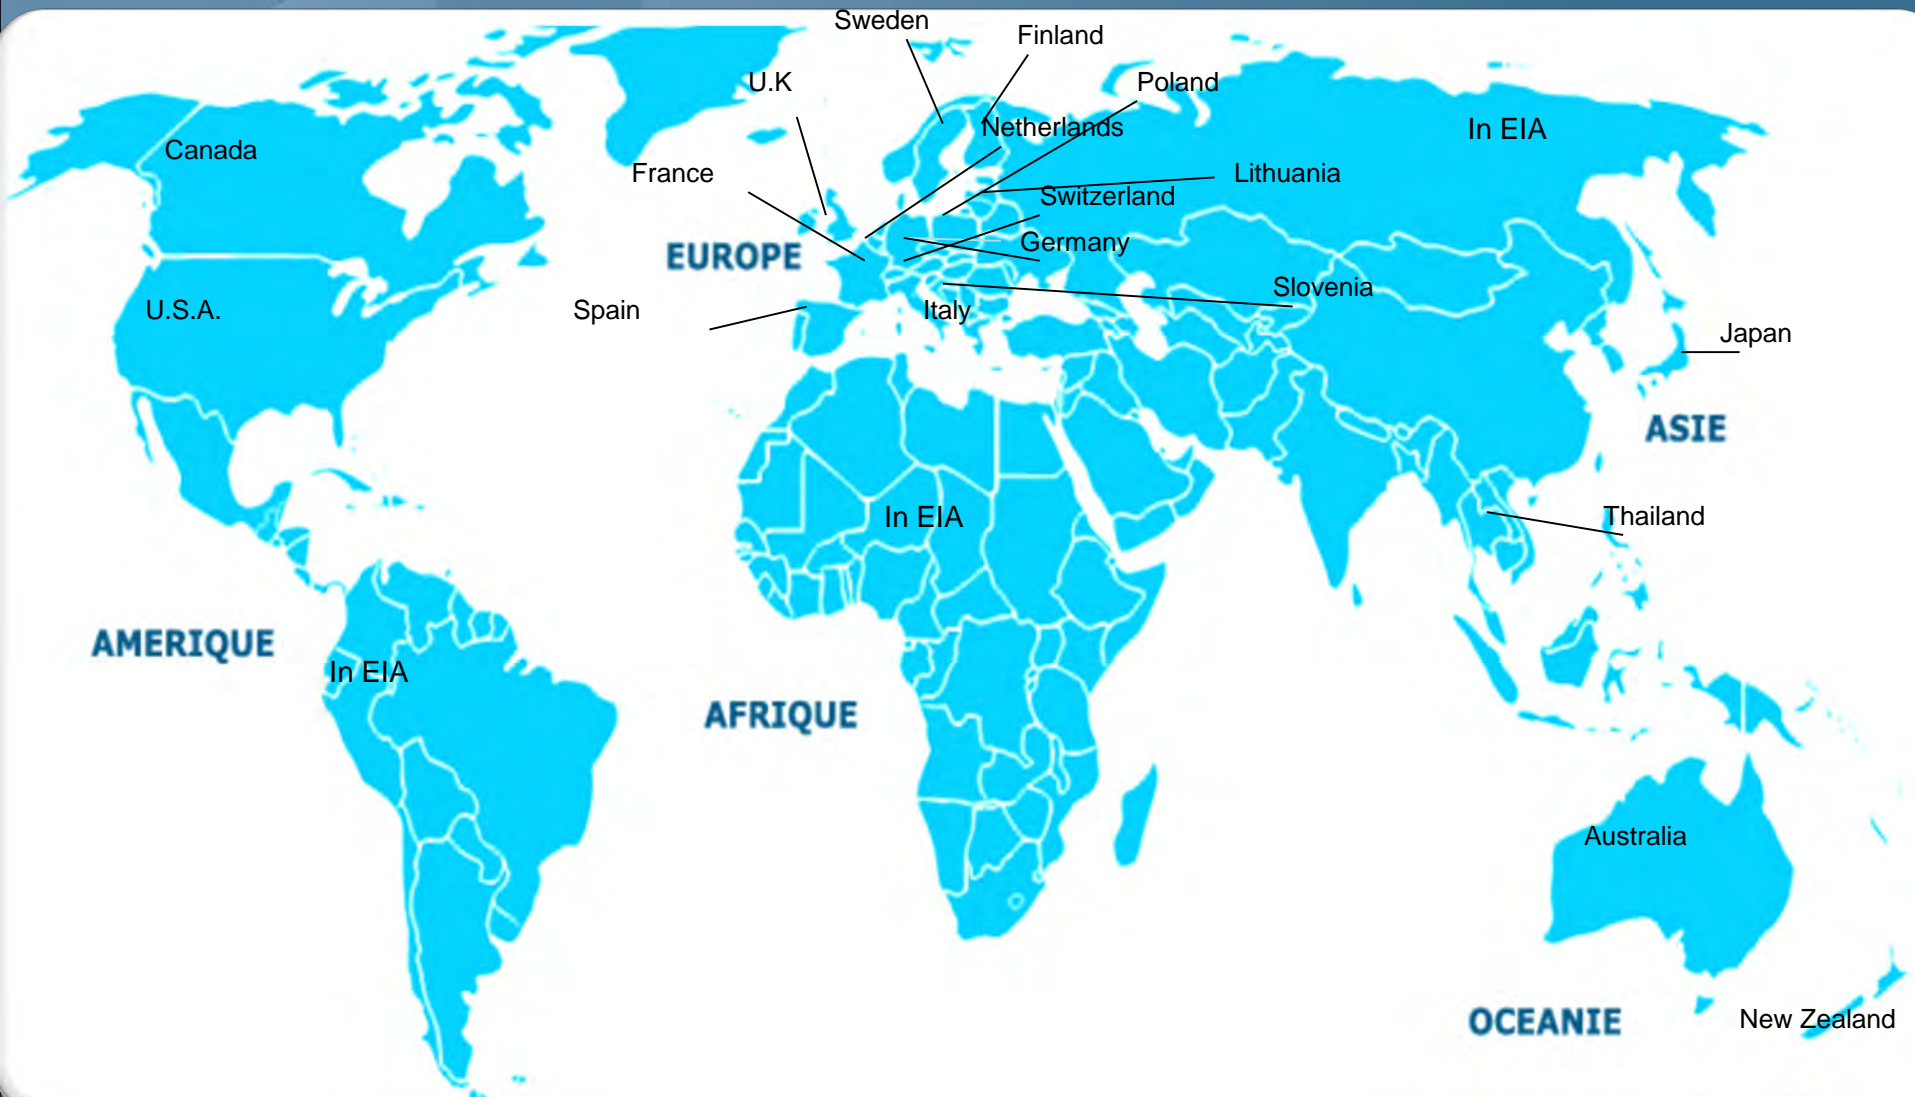 Sweden
Finland
U.K
Poland
Netherlands
In EIA
Canada
France
Lithuania
Switzerland
EUROPE
Germany
Slovenia
U.S.A.
Spain
Italy
Japan
ASIE
In EIA
Thailand
AMERIQUE
In EIA
AFRIQUE
Australia
OCEANIE
New Zealand